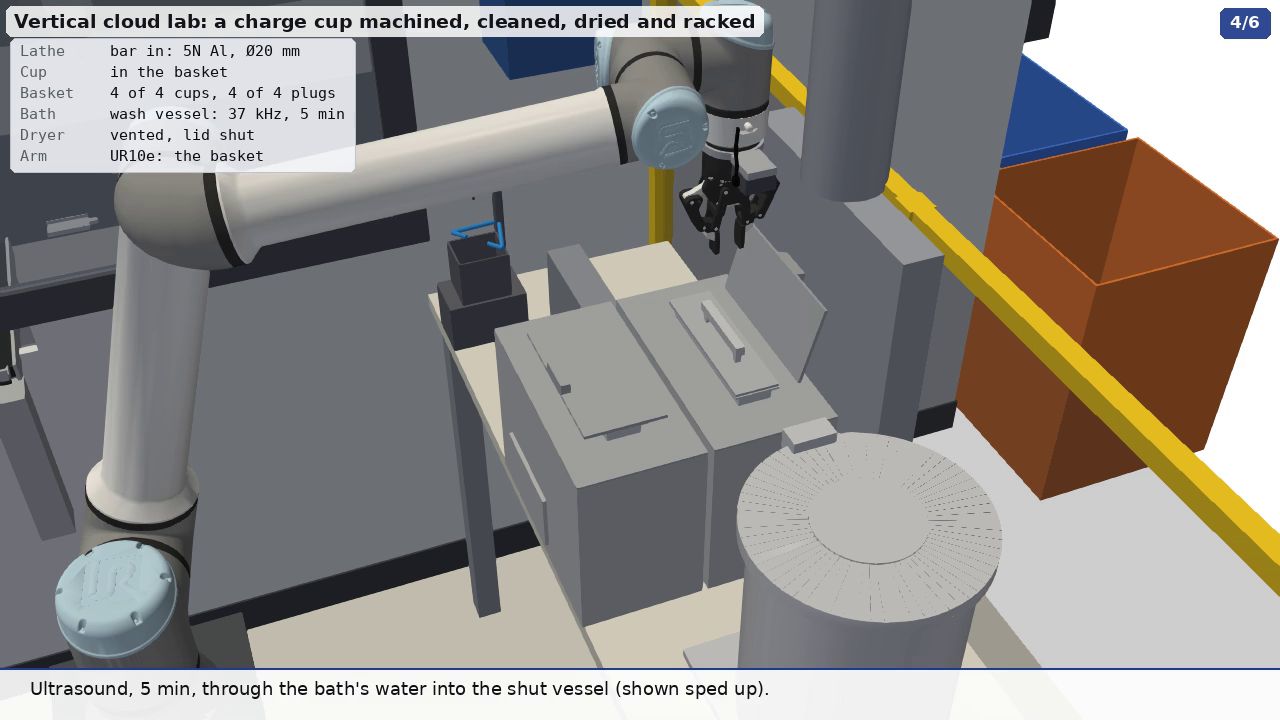 Vertical cloud lab: a charge cup machined, cleaned, dried and racked
4/6
Lathe bar in: 5N Al, Ø20 mm
Cup in the basket
Basket 4 of 4 cups, 4 of 4 plugs
Bath wash vessel: 37 kHz, 5 min
Dryer vented, lid shut
Arm UR10e: the basket
UR
Ultrasound, 5 min, through the bath's water into the shut vessel (shown sped up).